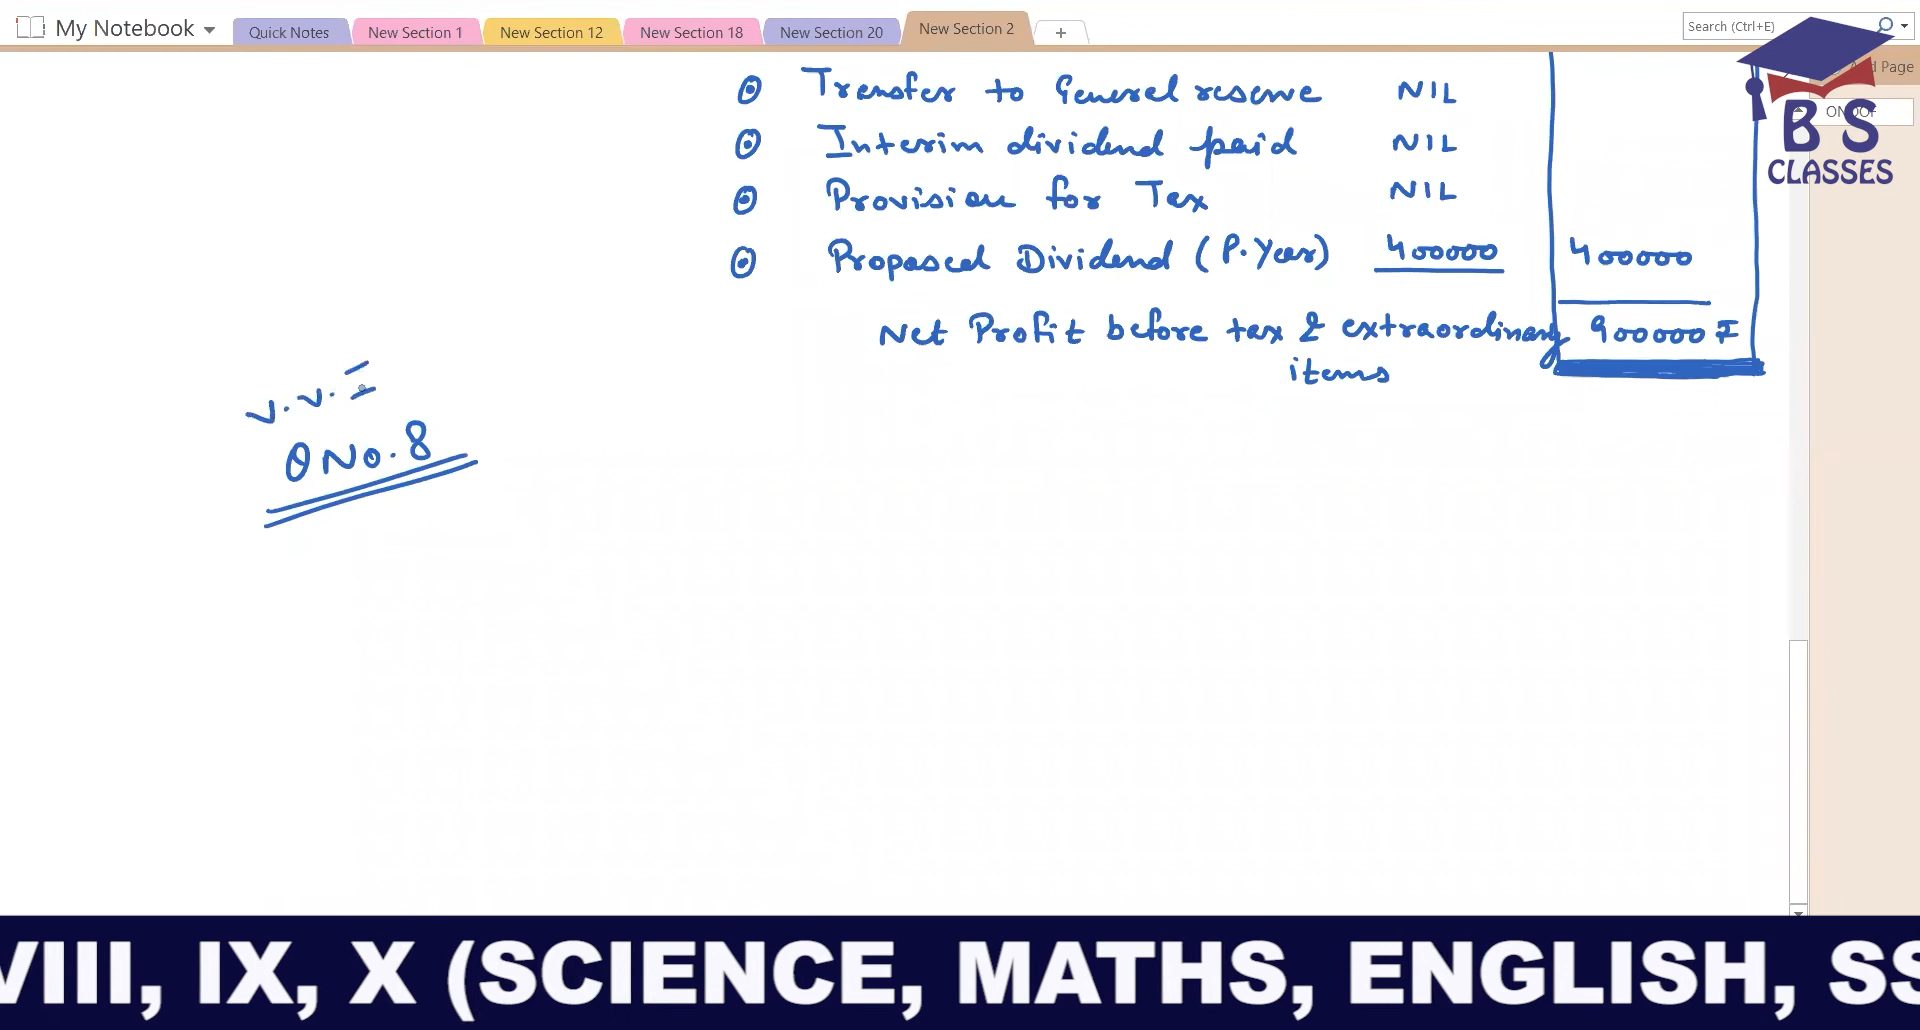 My Notebook
Quick Notes
New Section 1
New Section 12
New Section 18
New Section 20
New Section 2
+
Search (Ctrl+E)
Page
B S
CLASSES
Transfer to General reserve NIL
Interim dividend paid NIL
Provision for Tax NIL
Proposed Dividend (P. Year) 400000 400000
Net Profit before tax & extraordinary 900000 I
items
V.V.I
Q No. 8
VIII, IX, X (SCIENCE, MATHS, ENGLISH, SS